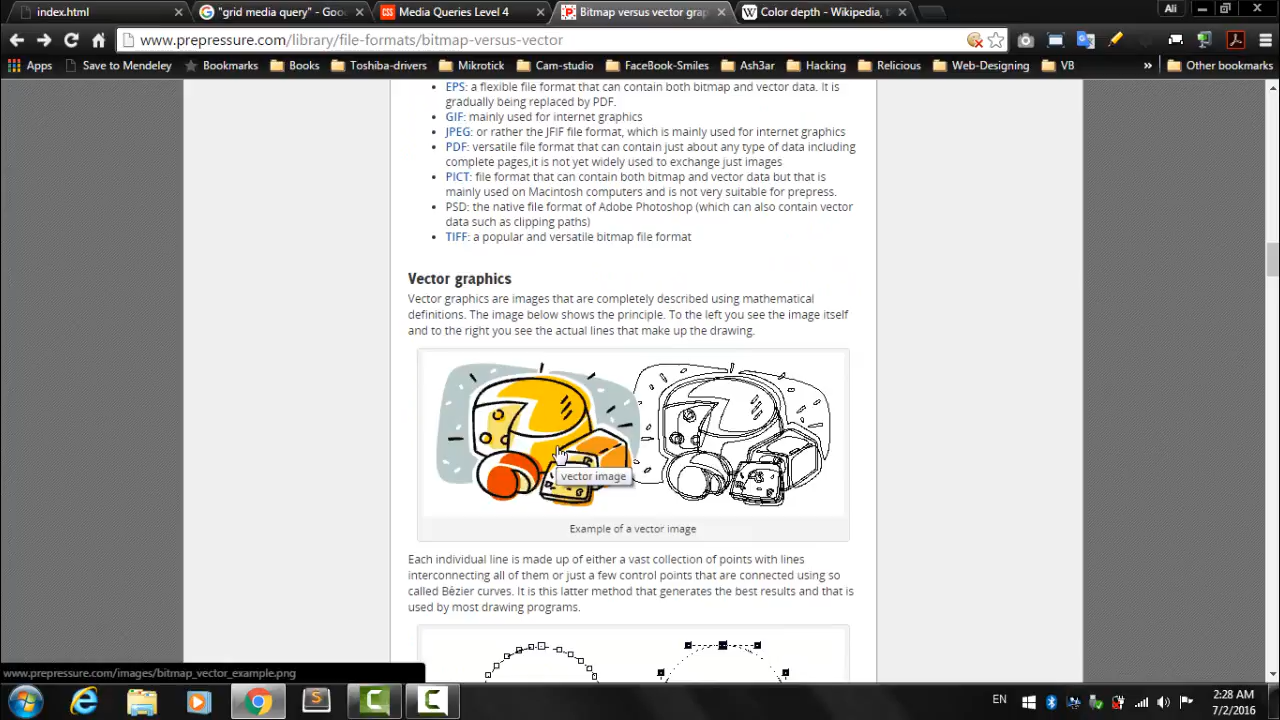 index.html
"grid media query" - Goo
Media Queries Level 4
Bitmap versus vector grap
Color depth - Wikipedia, t
Ali
www.prepressure.com/library/file-formats/bitmap-versus-vector
Apps
Save to Mendeley
Bookmarks
Books
Toshiba-drivers
Mikrotick
Cam-studio
FaceBook-Smiles
Ash3ar
Hacking
Relicious
Web-Designing
VB
»
Other bookmarks
• EPS: a flexible file format that can contain both bitmap and vector data. It is
gradually being replaced by PDF.
• GIF: mainly used for internet graphics
• JPEG: or rather the JFIF file format, which is mainly used for internet graphics
• PDF: versatile file format that can contain just about any type of data including
complete pages,it is not yet widely used to exchange just images
• PICT: file format that can contain both bitmap and vector data but that is
mainly used on Macintosh computers and is not very suitable for prepress.
• PSD: the native file format of Adobe Photoshop (which can also contain vector
data such as clipping paths)
• TIFF: a popular and versatile bitmap file format
Vector graphics
Vector graphics are images that are completely described using mathematical
definitions. The image below shows the principle. To the left you see the image itself
and to the right you see the actual lines that make up the drawing.
vector image
Example of a vector image
Each individual line is made up of either a vast collection of points with lines
interconnecting all of them or just a few control points that are connected using so
called Bèzier curves. It is this latter method that generates the best results and that is
used by most drawing programs.
www.prepressure.com/images/bitmap_vector_example.png
EN
2:28 AM
7/2/2016